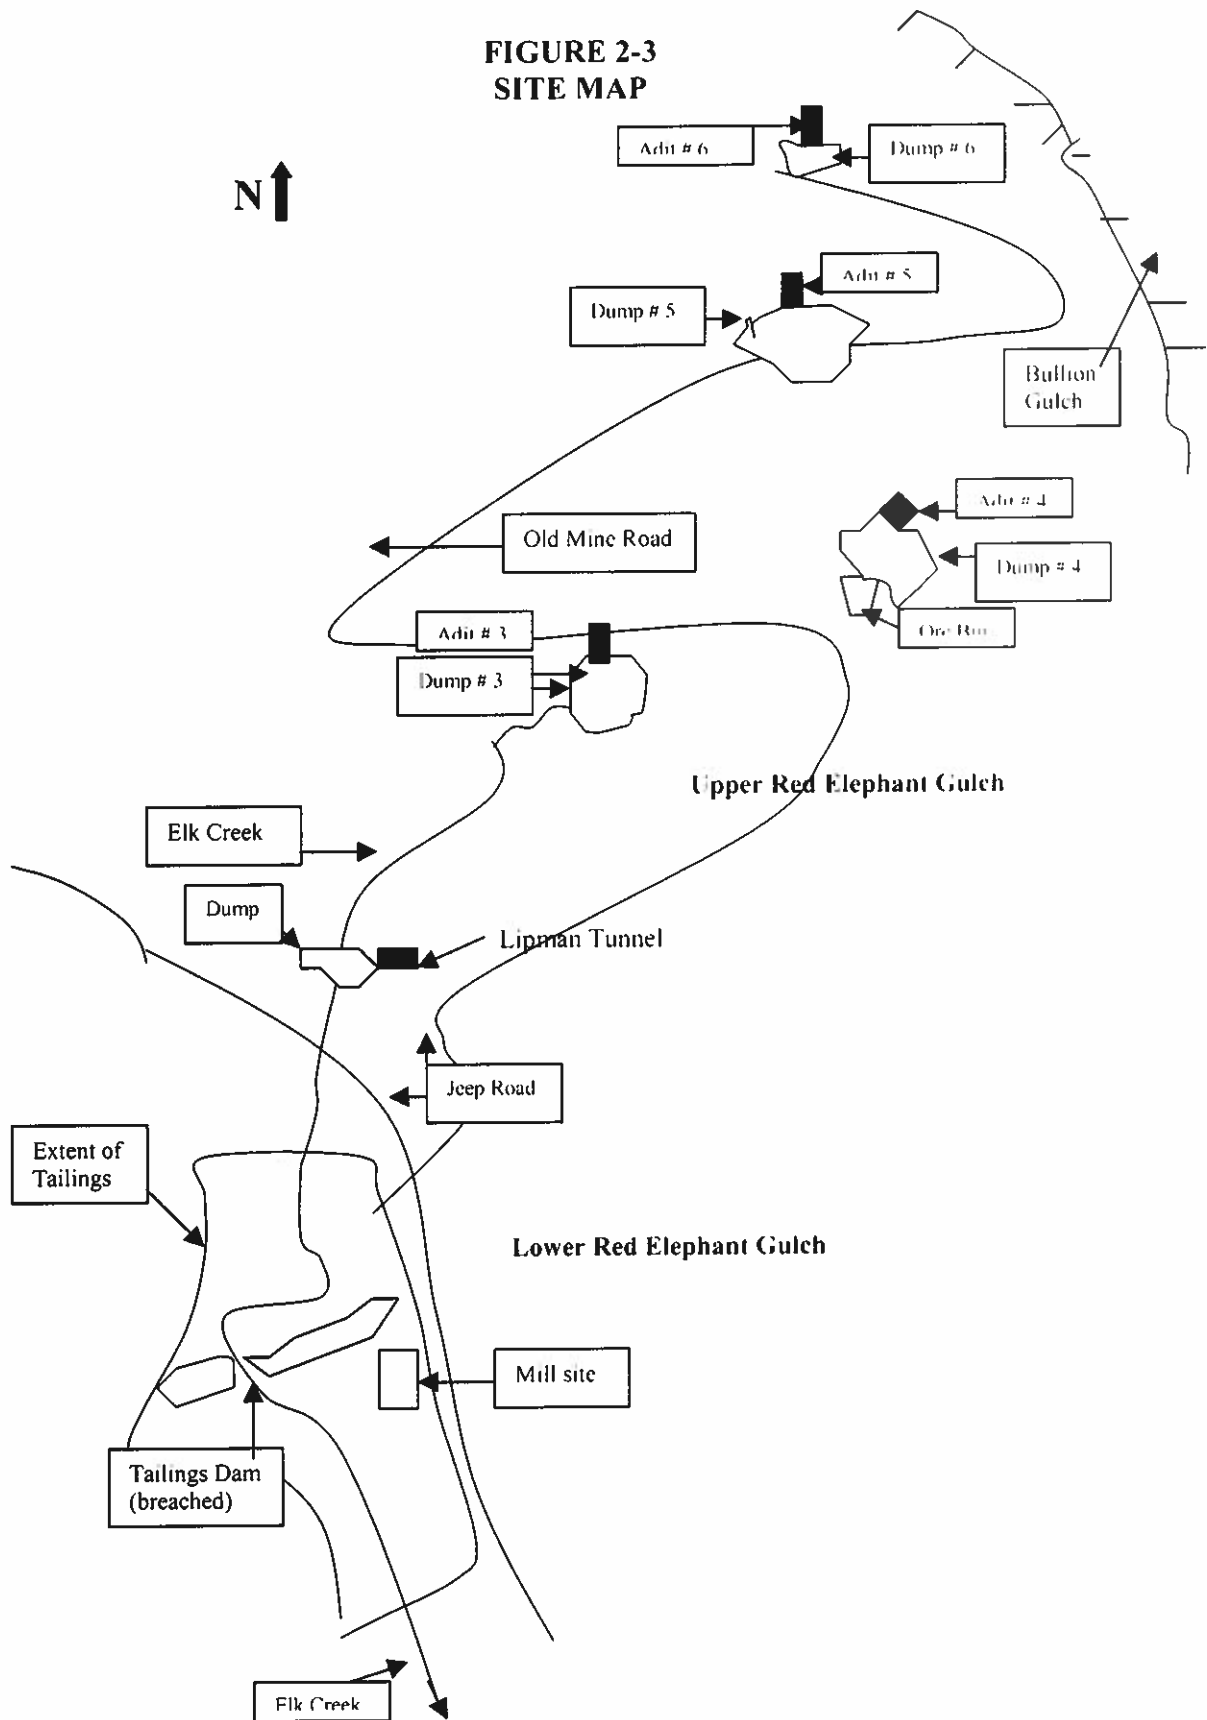 FIGURE 2-3
SITE MAP
Adit # 6
Dump # 6
N
Adit # 5
Dump # 5
Bullion
Gulch
Adit # 4
Old Mine Road
Dump # 4
Adit # 3
Ore
Dump # 3
Upper Red Elephant Gulch
Elk Creek
Dump
Lipman Tunnel
Jeep Road
Extent of
Tailings
Lower Red Elephant Gulch
Mill site
Tailings Dam
(breached)
Elk Creek